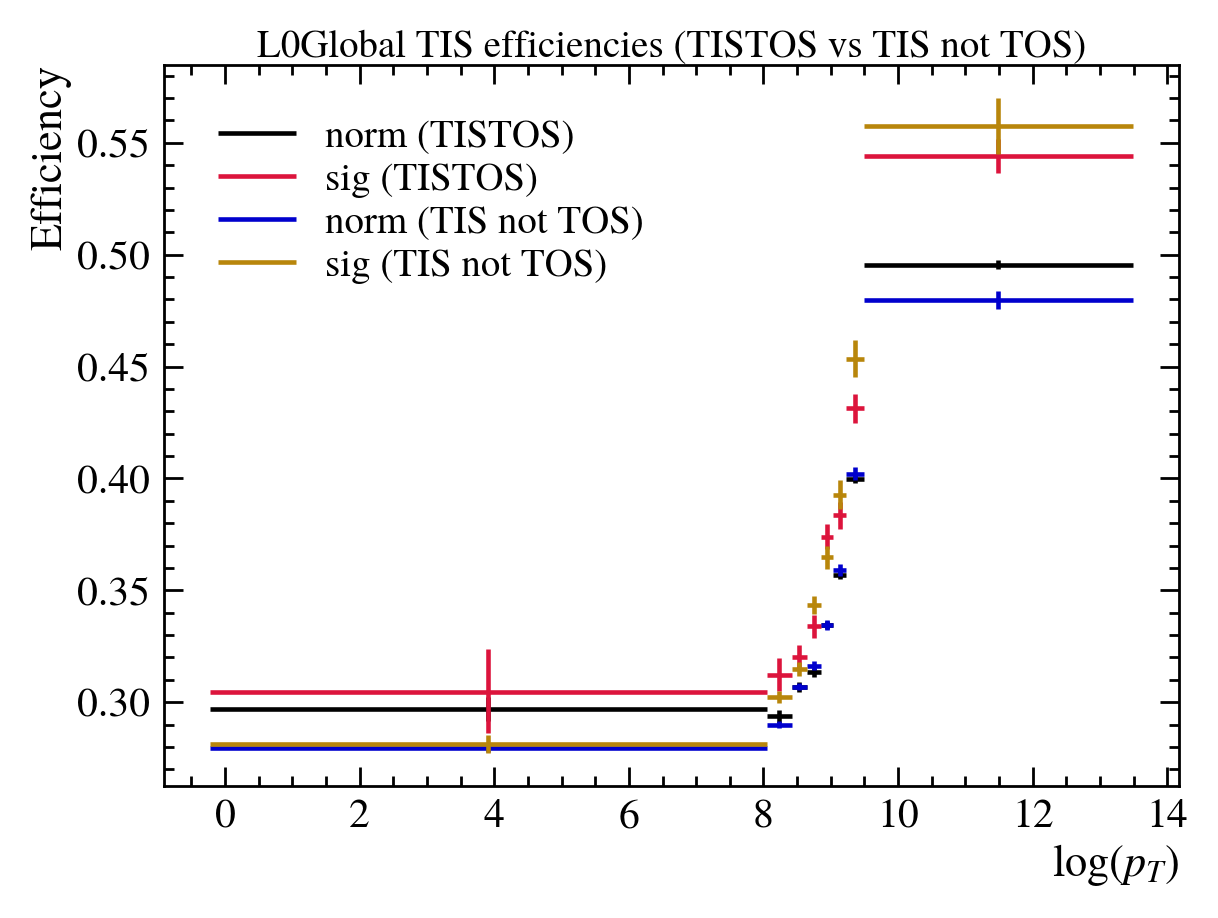 L0Global TIS efficiencies (TISTOS vs TIS not TOS)
Efficiency
norm (TISTOS)
sig (TISTOS)
norm (TIS not TOS)
sig (TIS not TOS)
0.55
0.50
0.45
0.40
0.35
0.30
0 2 4 6 8 10 12 14
log(p_T)